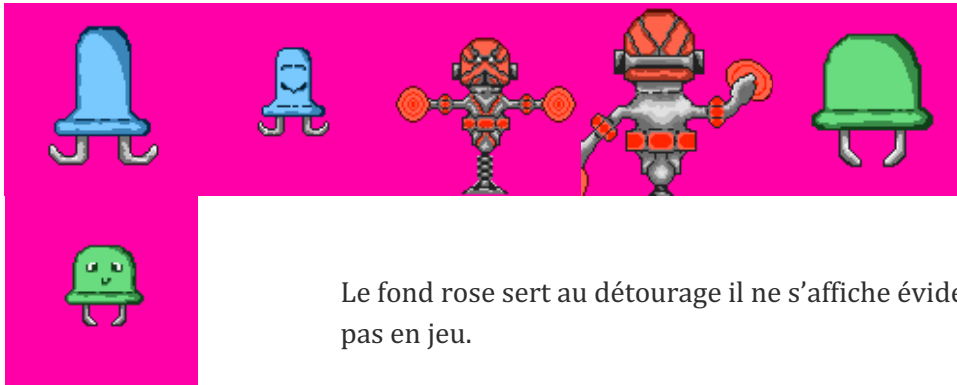 Le fond rose sert au détourage il ne s’affiche évide
pas en jeu.